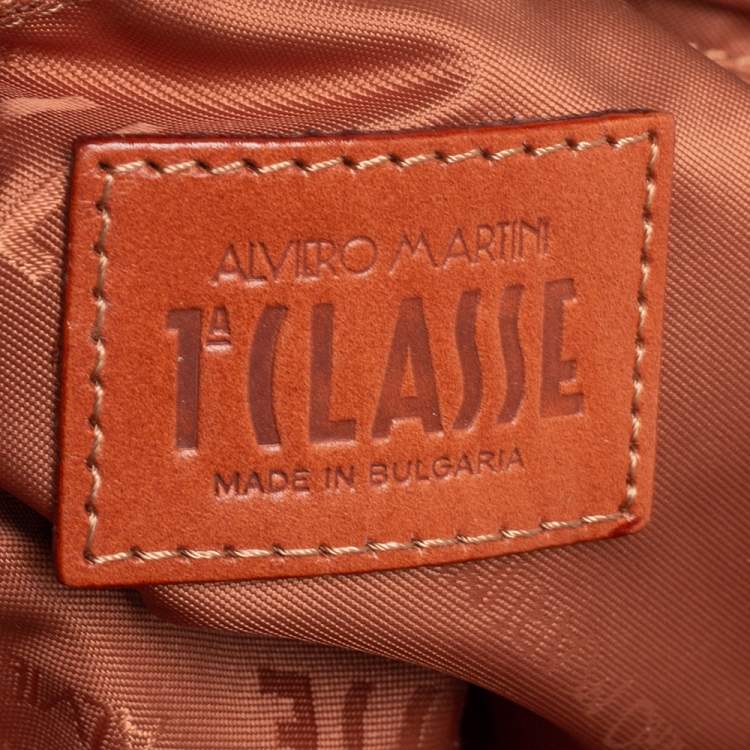 ALVIERO MARTINI
1ᴬ CLASSE
MADE IN BULGARIA